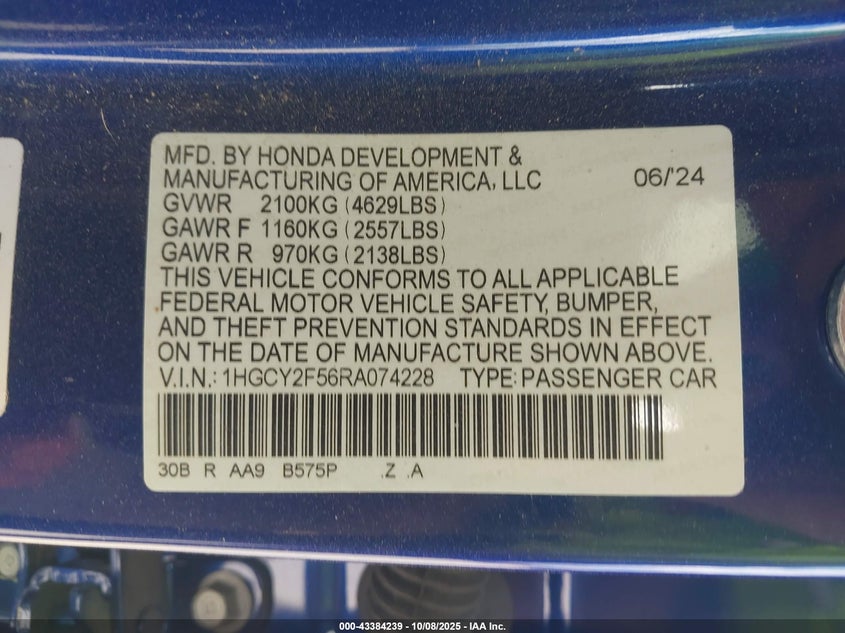 MFD. BY HONDA DEVELOPMENT &
MANUFACTURING OF AMERICA, LLC 06/'24
GVWR 2100KG (4629LBS)
GAWR F 1160KG (2557LBS)
GAWR R 970KG (2138LBS)
THIS VEHICLE CONFORMS TO ALL APPLICABLE
FEDERAL MOTOR VEHICLE SAFETY, BUMPER,
AND THEFT PREVENTION STANDARDS IN EFFECT
ON THE DATE OF MANUFACTURE SHOWN ABOVE.
V.I.N.: 1HGCY2F56RA074228 TYPE: PASSENGER CAR
30B R AA9 B575P .Z .A
000-43384239 - 10/08/2025 - IAA Inc.